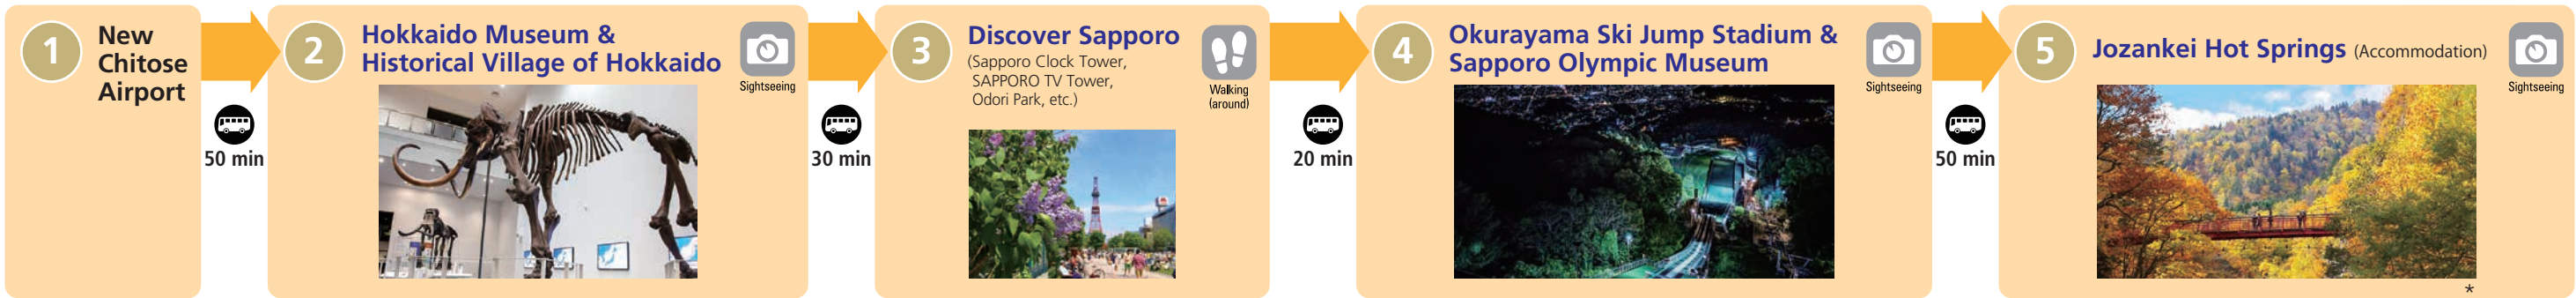 1
New
Chitose
Airport
50 min
2
Hokkaido Museum &
Historical Village of Hokkaido
Sightseeing
30 min
3
Discover Sapporo
(Sapporo Clock Tower,
SAPPORO TV Tower,
Odori Park, etc.)
Walking
(around)
20 min
4
Okurayama Ski Jump Stadium &
Sapporo Olympic Museum
Sightseeing
50 min
5
Jozankei Hot Springs (Accommodation)
Sightseeing
*